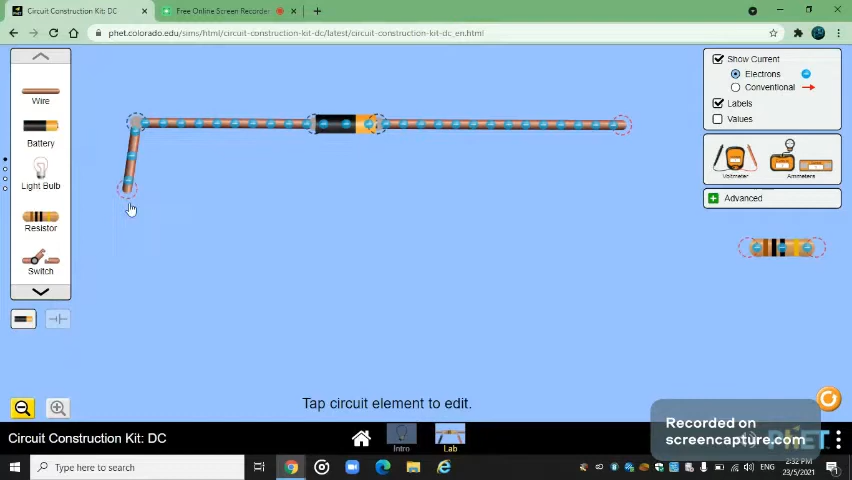 Circuit Construction Kit: DC
Free Online Screen Recorder
phet.colorado.edu/sims/html/circuit-construction-kit-dc/latest/circuit-construction-kit-dc_en.html
Wire
Battery
Light Bulb
Resistor
Switch
Show Current
Electrons
Conventional
Labels
Values
Voltmeter
Ammeters
Advanced
Tap circuit element to edit.
Circuit Construction Kit: DC
Intro
Lab
PhET
Recorded on
screencapture.com
Type here to search
ENG
2:32 PM
23/5/2021